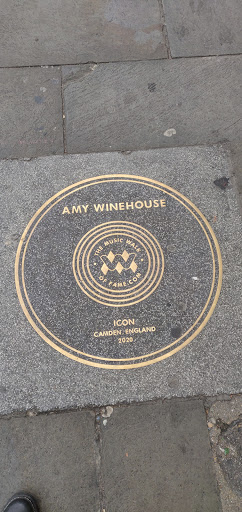 AMY WINEHOUSE
THE MUSIC WALK
OF FAME.COM
ICON
CAMDEN, ENGLAND
2020